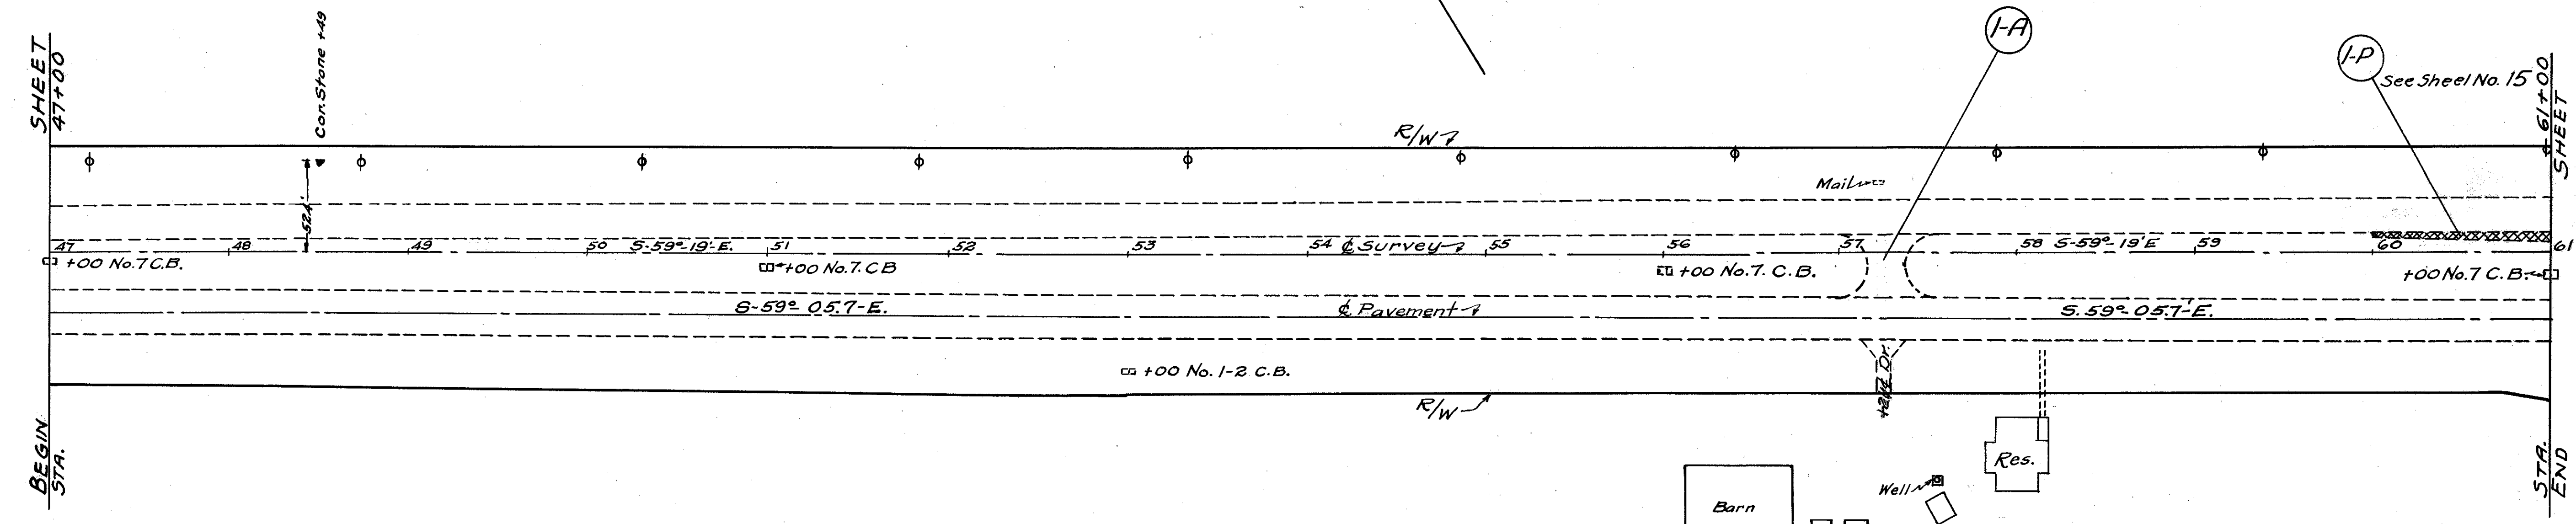 BEGIN SHEET
STA. 47+00
Con. Stone +49
1-A
1-P
See Sheet No. 15
STA. 61+00
END SHEET
R/W
Mail
52.4'
47
48
49
50
S-59°-19'-E.
51
52
53
54
℄ Survey
55
56
57
58
S-59°-19'E
59
60
61
+00 No.7 C.B.
+00 No.7. C.B
+00 No.7. C.B.
+00 No.7 C.B.
S-59°-05.7'-E.
℄ Pavement
S.59°-05.7'-E.
+00 No. 1-2 C.B.
Dr.
R/W
Res.
Well
Barn